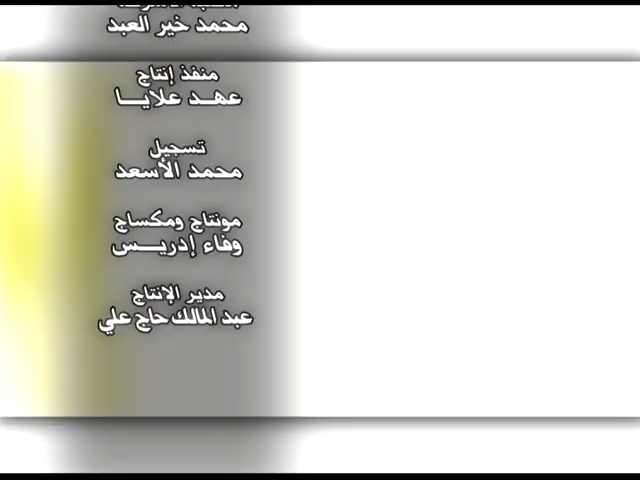 محمد خير العبد
منفذ إنتاج
عهد علايا
تسجيل
محمد الأسعد
مونتاج ومكساج
وفاء إدريس
مدير الإنتاج
عبد المالك حاج علي